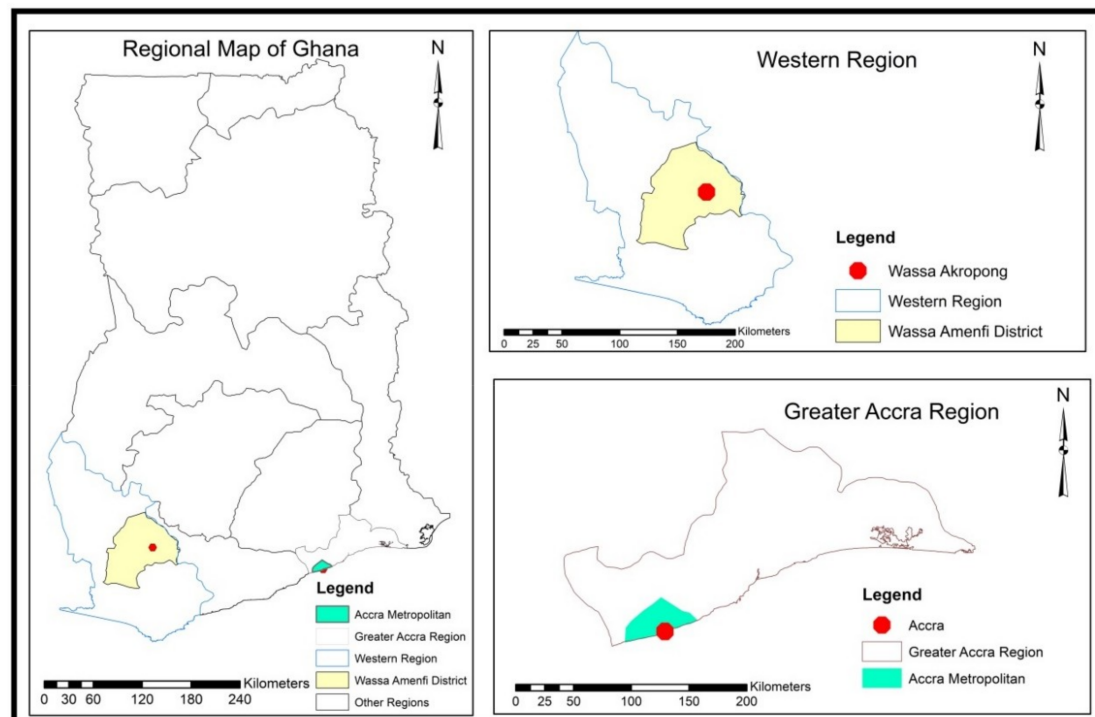 Regional Map of Ghana
N
Legend
Accra Metropolitan
Greater Accra Region
Western Region
Wassa Amenfi District
Other Regions
Kilometers
0 30 60 120 180 240
Western Region
N
Legend
Wassa Akropong
Western Region
Wassa Amenfi District
Kilometers
0 25 50 100 150 200
Greater Accra Region
N
Legend
Accra
Greater Accra Region
Accra Metropolitan
Kilometers
0 25 50 100 150 200